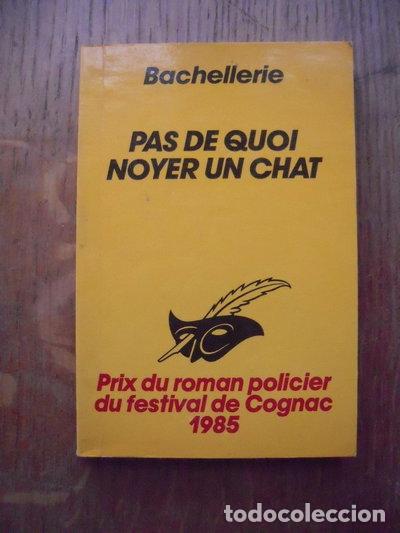 Bachellerie
PAS DE QUOI
NOYER UN CHAT
Prix du roman policier
du festival de Cognac
1985
todocoleccion